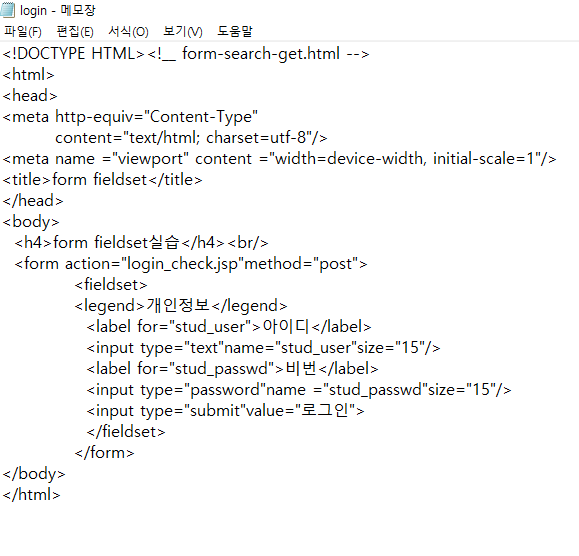 login - 메모장
파일(F) 편집(E) 서식(O) 보기(V) 도움말
<!DOCTYPE HTML><!__ form-search-get.html -->
<html>
<head>
<meta http-equiv="Content-Type"
content="text/html; charset=utf-8"/>
<meta name ="viewport" content ="width=device-width, initial-scale=1"/>
<title>form fieldset</title>
</head>
<body>
<h4>form fieldset실습</h4><br/>
<form action="login_check.jsp"method="post">
<fieldset>
<legend>개인정보</legend>
<label for="stud_user">아이디</label>
<input type="text"name="stud_user"size="15"/>
<label for="stud_passwd">비번</label>
<input type="password"name ="stud_passwd"size="15"/>
<input type="submit"value="로그인">
</fieldset>
</form>
</body>
</html>